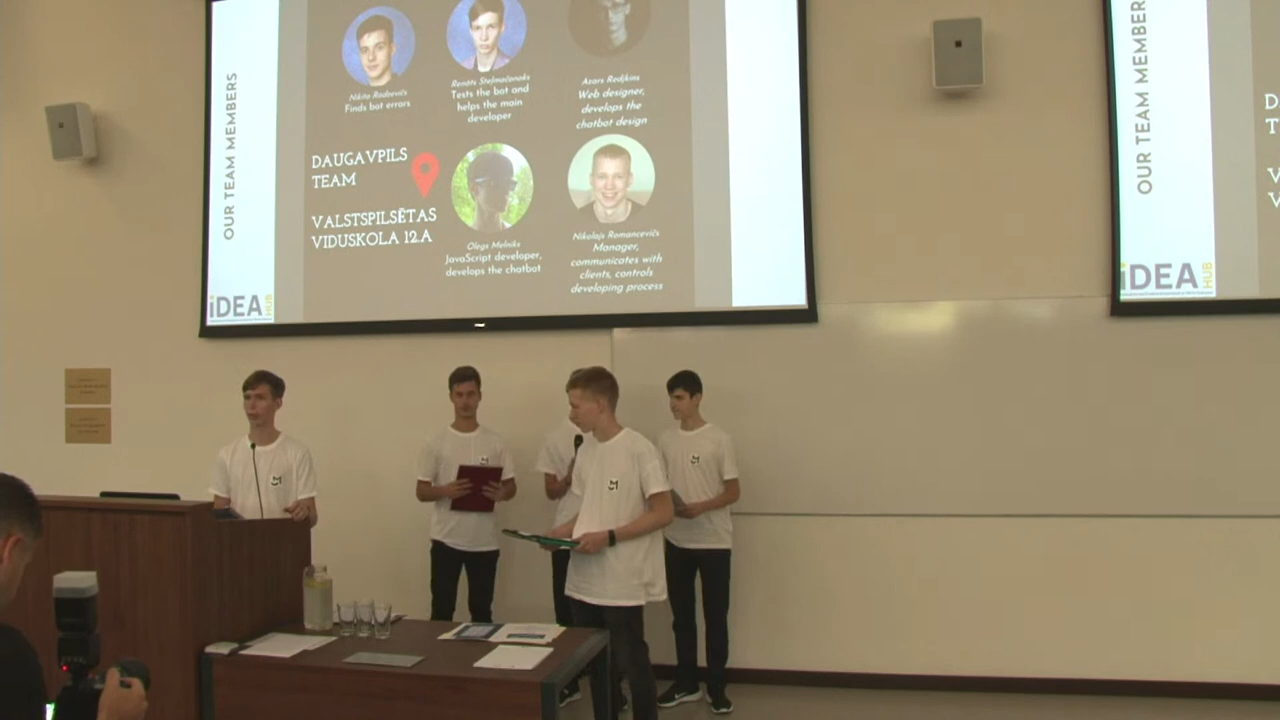 OUR TEAM MEMBERS
Nikita Radzevičs
Finds bot errors
Renāts Stelmačenoks
Tests the bot and
helps the main
developer
Azars Redjkins
Web designer,
develops the
chatbot design
DAUGAVPILS
TEAM
VALSTSPILSĒTAS
VIDUSKOLA 12.A
Olegs Melniks
JavaScript developer,
develops the chatbot
Nikolajs Romancevičs
Manager,
communicates with
clients, controls
developing process
iDEA
HUB
OUR TEAM MEMBER
D
T
V
V
iDEA
HUB